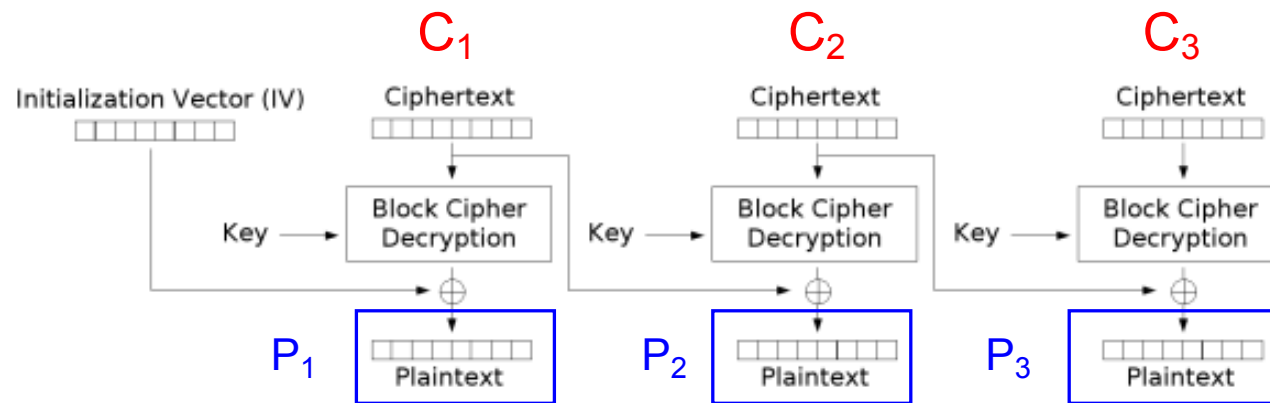 C₁ C₂ C₃
Initialization Vector (IV) Ciphertext Ciphertext Ciphertext
Key Block Cipher Decryption Key Block Cipher Decryption Key Block Cipher Decryption
P₁ P₂ P₃
Plaintext Plaintext Plaintext